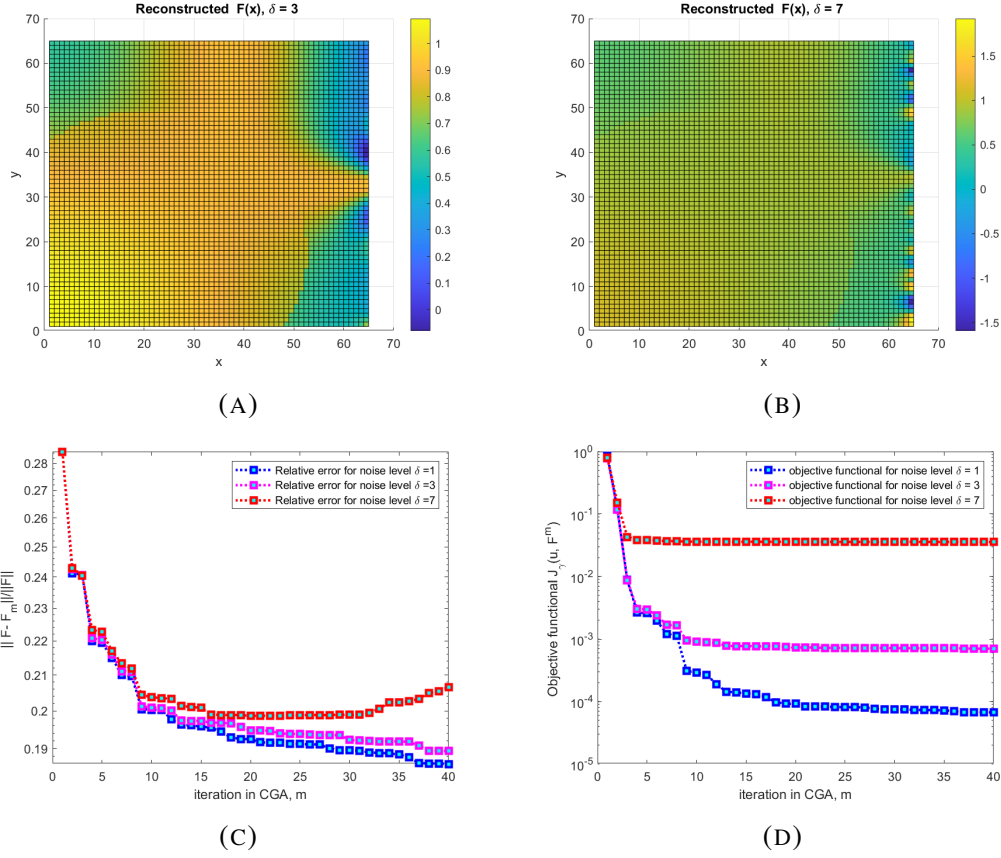 Reconstructed F(x), δ = 3
70
60
50
40
30
20
10
0
y
0 10 20 30 40 50 60 70
x
1
0.9
0.8
0.7
0.6
0.5
0.4
0.3
0.2
0.1
0
(A)
Reconstructed F(x), δ = 7
70
60
50
40
30
20
10
0
y
0 10 20 30 40 50 60 70
x
1.5
1
0.5
0
-0.5
-1
-1.5
(B)
0.28
0.27
0.26
0.25
0.24
0.23
0.22
0.21
0.2
0.19
|| F- F_m||/||F||
Relative error for noise level δ =1
Relative error for noise level δ =3
Relative error for noise level δ =7
0 5 10 15 20 25 30 35 40
iteration in CGA, m
(C)
10^0
10^-1
10^-2
10^-3
10^-4
10^-5
Objective functional J_γ(u, F^m)
objective functional for noise level δ = 1
objective functional for noise level δ = 3
objective functional for noise level δ = 7
0 5 10 15 20 25 30 35 40
iteration in CGA, m
(D)